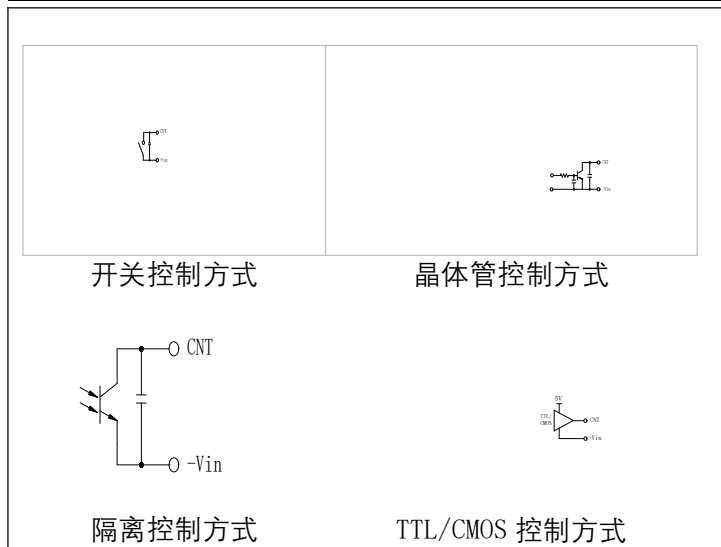 CNT
-Vin
CNT
-Vin
开关控制方式
晶体管控制方式
CNT
-Vin
5V
TTL/
CMOS
CNT
-Vin
隔离控制方式
TTL/CMOS 控制方式